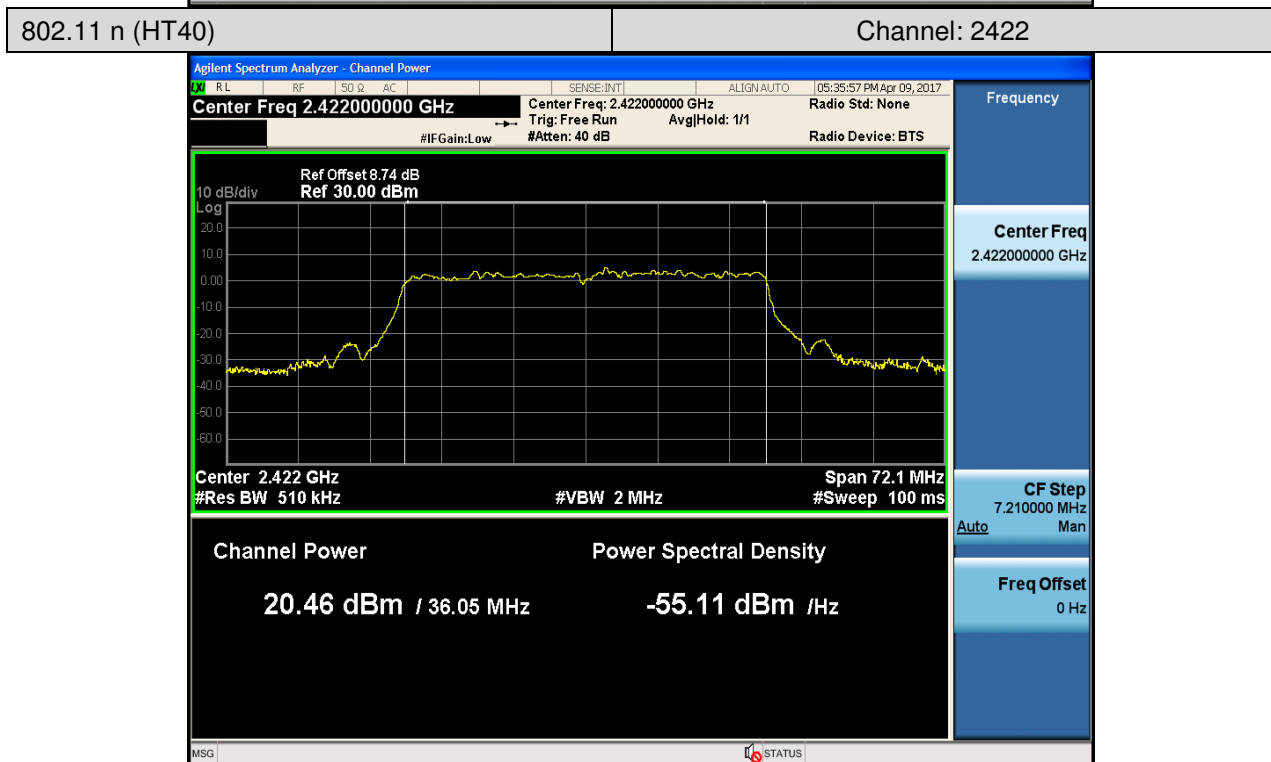 802.11 n (HT40) Channel: 2422
Agilent Spectrum Analyzer - Channel Power
LXI RL RF 50 Ω AC SENSE:INT ALIGN AUTO 05:35:57 PM Apr 09, 2017
Center Freq 2.422000000 GHz
Center Freq: 2.422000000 GHz
Radio Std: None
Trig: Free Run Avg|Hold: 1/1
#IFGain:Low
#Atten: 40 dB
Radio Device: BTS
Frequency
Ref Offset 8.74 dB
10 dB/div Ref 30.00 dBm
Log
20.0
10.0
0.00
-10.0
-20.0
-30.0
-40.0
-50.0
-60.0
Center 2.422 GHz Span 72.1 MHz
#Res BW 510 kHz #VBW 2 MHz #Sweep 100 ms
Channel Power Power Spectral Density
20.46 dBm / 36.05 MHz -55.11 dBm /Hz
Center Freq
2.422000000 GHz
CF Step
7.210000 MHz
Auto Man
Freq Offset
0 Hz
MSG STATUS